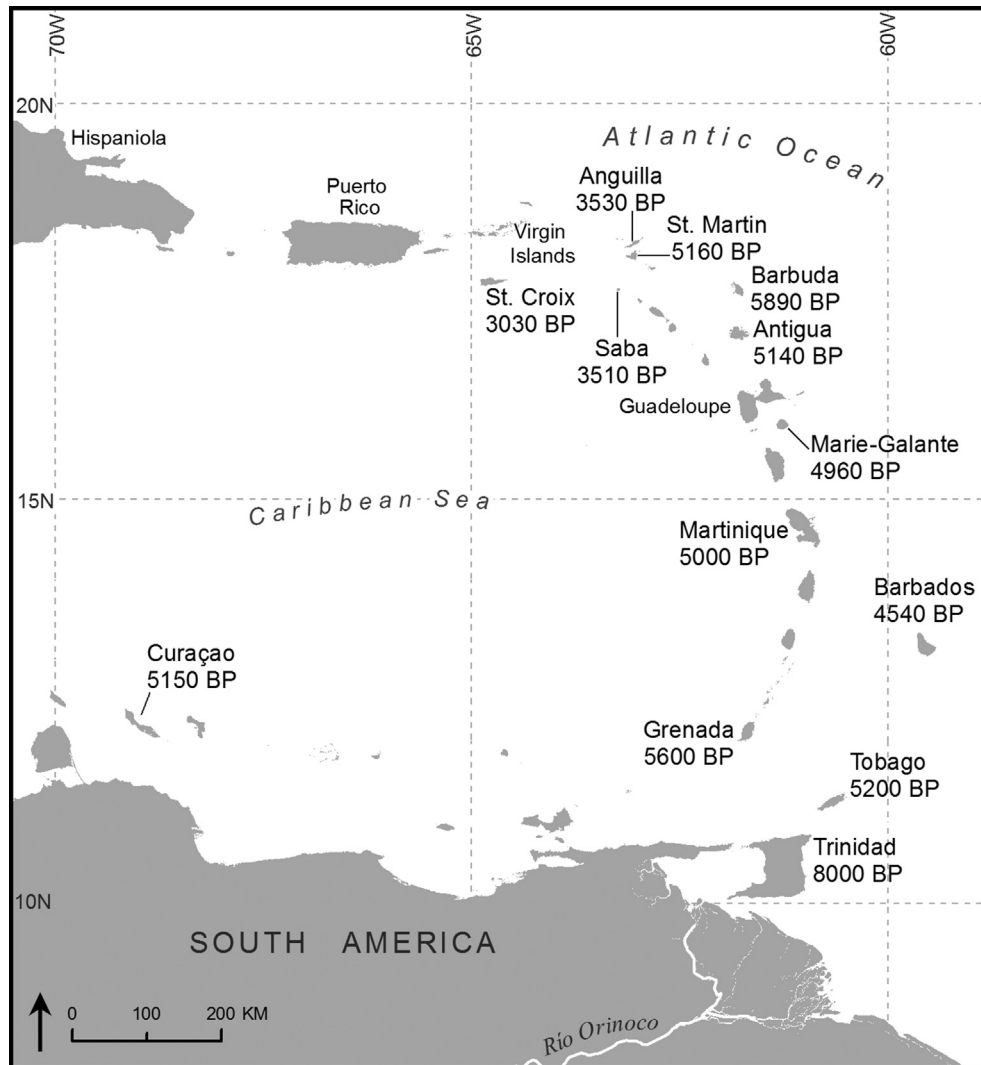 70W
65W
60W
20N
Hispaniola
Atlantic Ocean
Puerto
Rico
Anguilla
3530 BP
St. Martin
5160 BP
Virgin
Islands
Barbuda
5890 BP
St. Croix
3030 BP
Antigua
5140 BP
Saba
3510 BP
Guadeloupe
Marie-Galante
4960 BP
15N
Caribbean Sea
Martinique
5000 BP
Barbados
4540 BP
Curaçao
5150 BP
Grenada
5600 BP
Tobago
5200 BP
Trinidad
8000 BP
10N
SOUTH AMERICA
0 100 200 KM
Río Orinoco